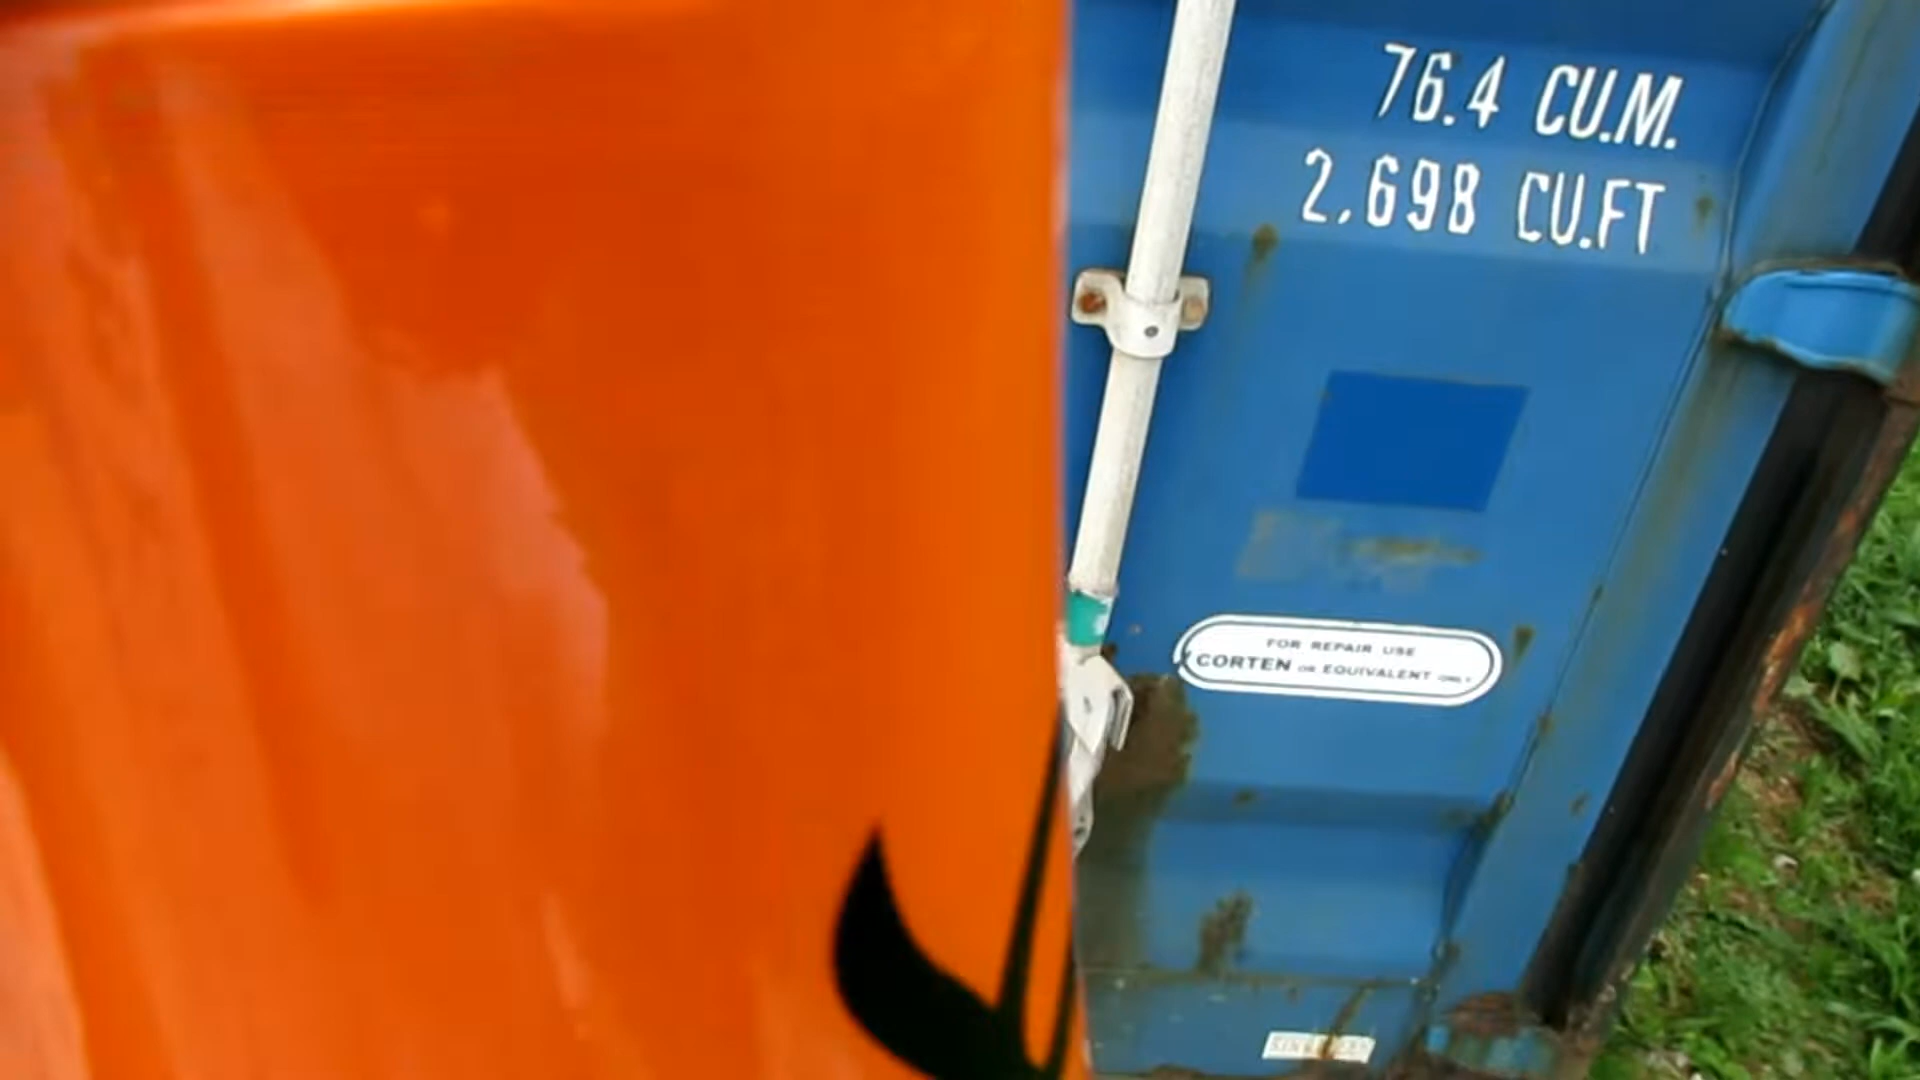 76.4 CU.M.
2,698 CU.FT
FOR REPAIR USE
CORTEN OR EQUIVALENT ONLY